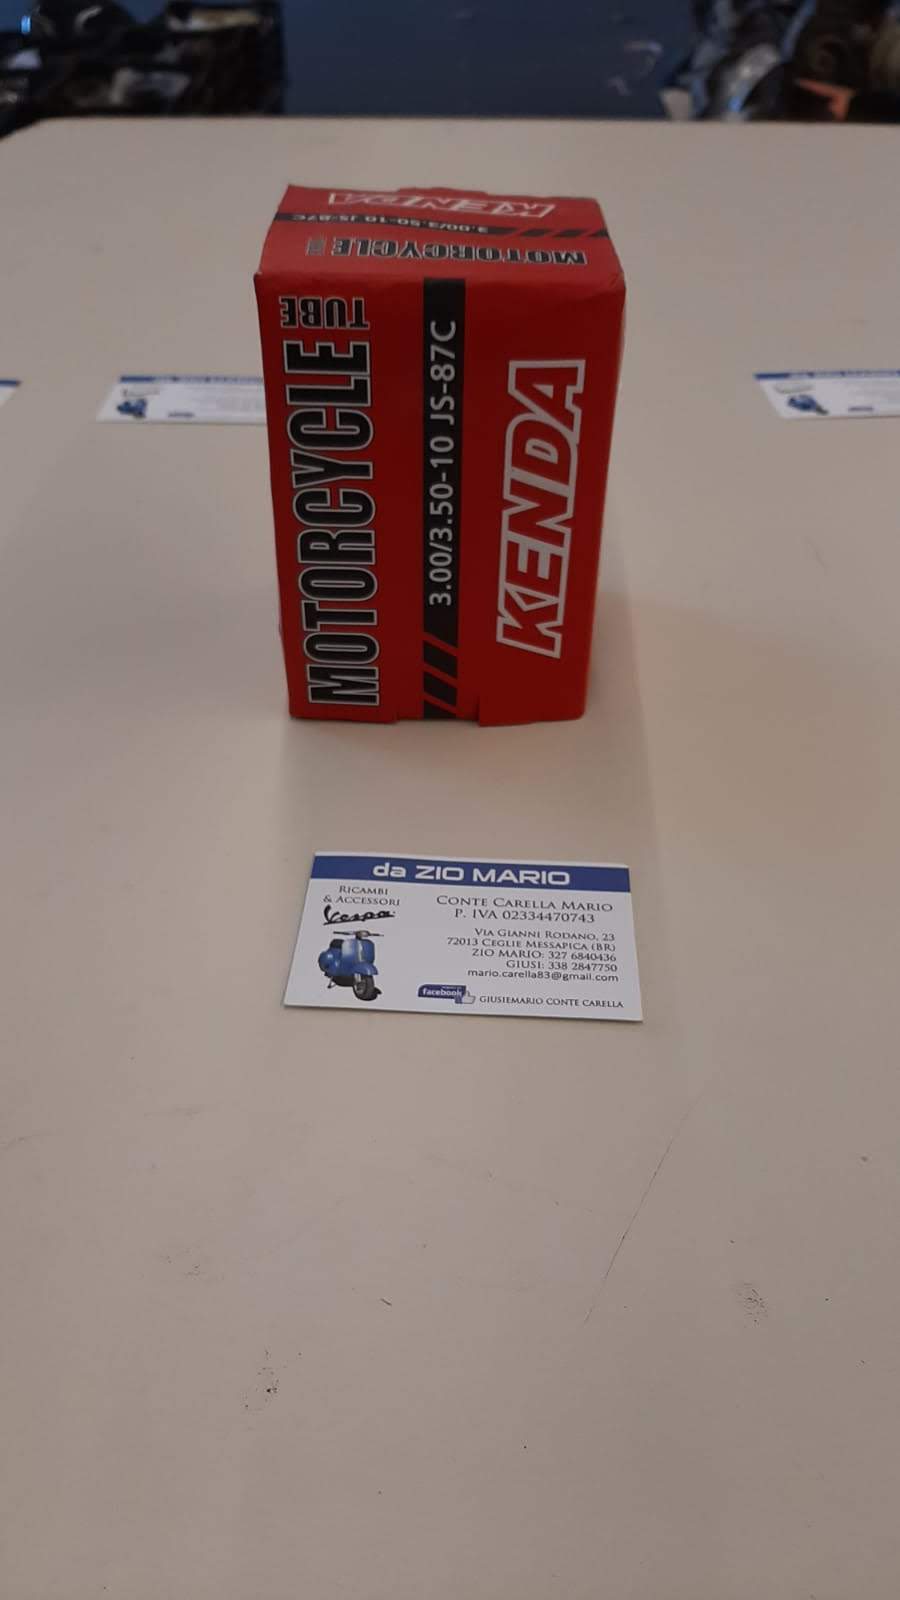 KENDA
3.00/3.50-10 JS-87C
MOTORCYCLE
MOTORCYCLE TUBE
3.00/3.50-10 JS-87C
KENDA
da ZIO MARIO
RICAMBI
& ACCESSORI
Vespa
CONTE CARELLA MARIO
P. IVA 02334470743
VIA GIANNI RODANO, 23
72013 CEGLIE MESSAPICA (BR)
ZIO MARIO: 327 6840436
GIUSI: 338 2847750
mario.carella83@gmail.com
facebook
GIUSIEMARIO CONTE CARELLA